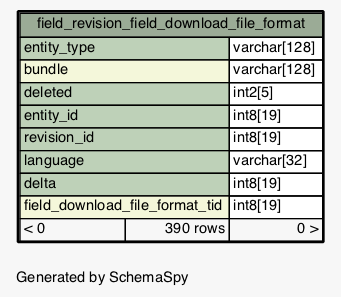 field_revision_field_download_file_format
entity_type varchar[128]
bundle varchar[128]
deleted int2[5]
entity_id int8[19]
revision_id int8[19]
language varchar[32]
delta int8[19]
field_download_file_format_tid int8[19]
< 0 390 rows 0 >
Generated by SchemaSpy